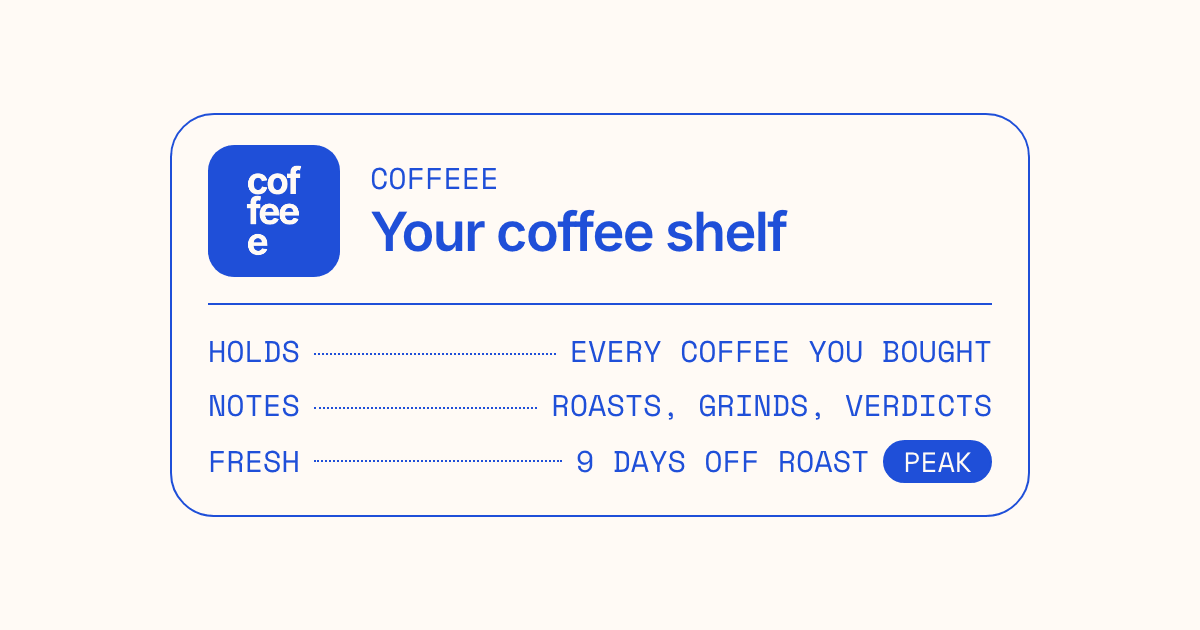 cof
fee
e
COFFEEE
Your coffee shelf
HOLDS EVERY COFFEE YOU BOUGHT
NOTES ROASTS, GRINDS, VERDICTS
FRESH 9 DAYS OFF ROAST PEAK